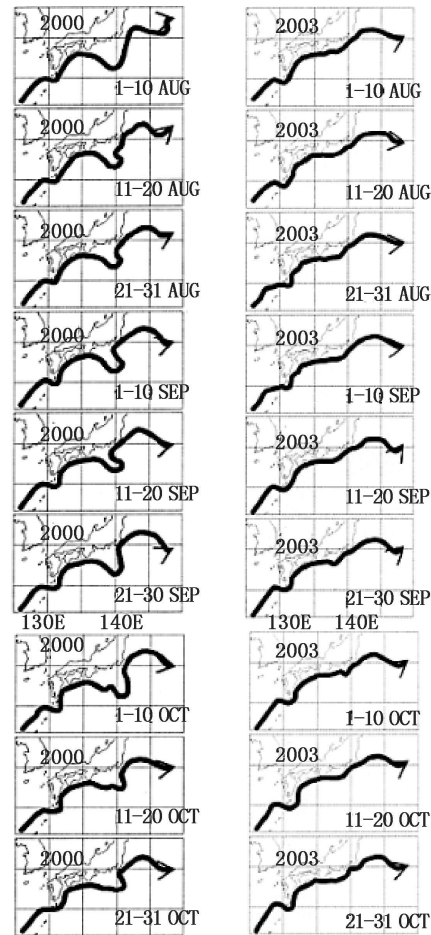 2000
1-10 AUG
2003
1-10 AUG
2000
11-20 AUG
2003
11-20 AUG
2000
21-31 AUG
2003
21-31 AUG
2000
1-10 SEP
2003
1-10 SEP
2000
11-20 SEP
2003
11-20 SEP
2000
21-30 SEP
2003
21-30 SEP
130E 140E
130E 140E
2000
1-10 OCT
2003
1-10 OCT
2000
11-20 OCT
2003
11-20 OCT
2000
21-31 OCT
2003
21-31 OCT